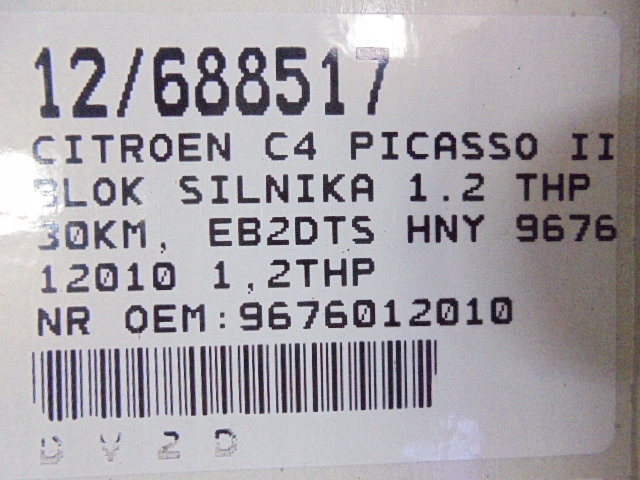 12/688517
CITROEN C4 PICASSO II
BLOK SILNIKA 1.2 THP
30KM, EB2DTS HNY 9676
12010 1,2THP
NR OEM:9676012010
D Y 2 D